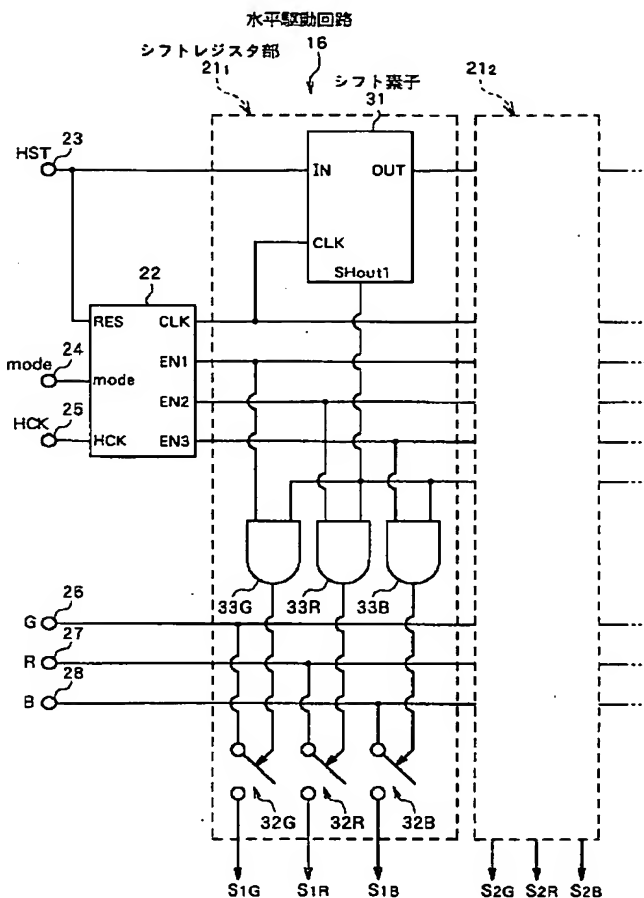 水平駆動回路
16
シフトレジスタ部
21₁
シフト素子
31
21₂
HST
23
IN
OUT
CLK
SHout1
22
RES
CLK
mode
24
mode
EN1
EN2
HCK
25
HCK
EN3
33G
33R
33B
26
G
27
R
28
B
32G
32R
32B
S1G
S1R
S1B
S2G
S2R
S2B